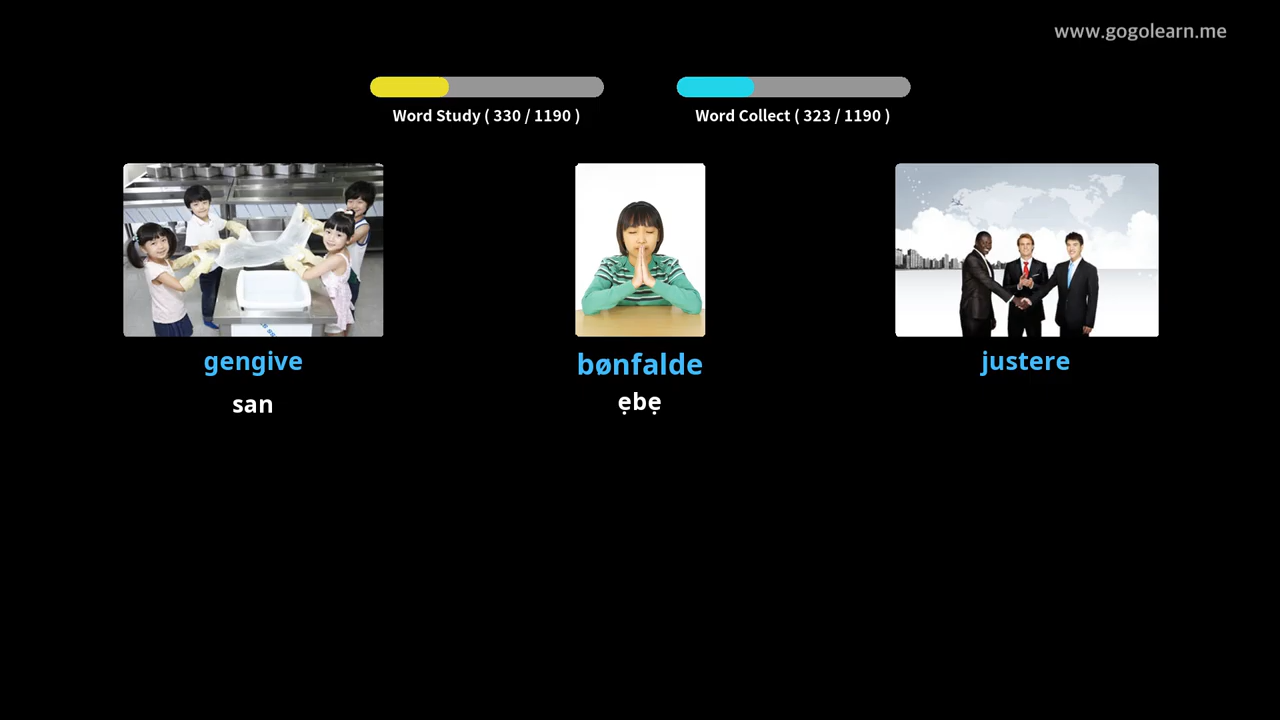 www.gogolearn.me
Word Study ( 330 / 1190 )
Word Collect ( 323 / 1190 )
gengive
bønfalde
justere
san
ẹbẹ